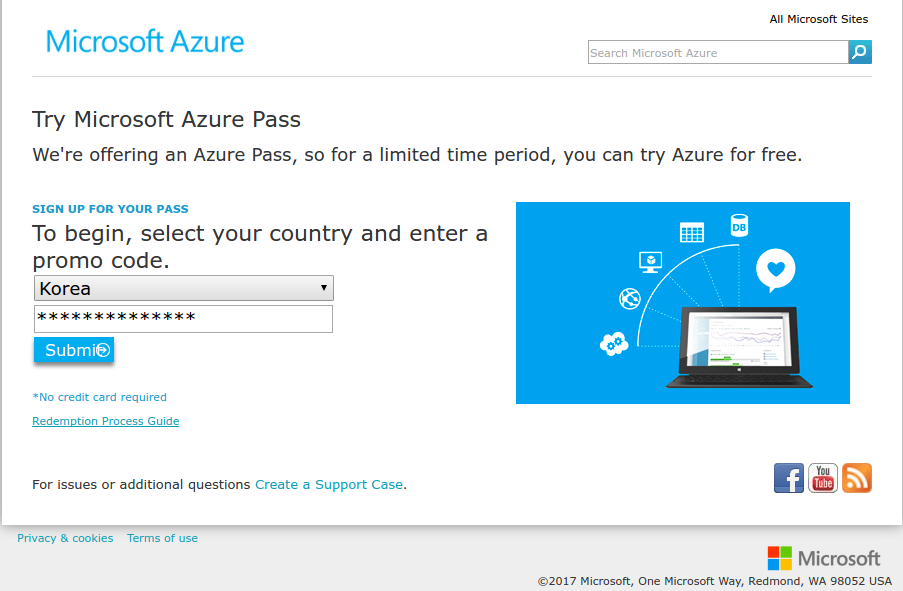 All Microsoft Sites
Microsoft Azure
Search Microsoft Azure
Try Microsoft Azure Pass
We're offering an Azure Pass, so for a limited time period, you can try Azure for free.
SIGN UP FOR YOUR PASS
To begin, select your country and enter a
promo code.
Korea
**************
Submit
DB
*No credit card required
Redemption Process Guide
For issues or additional questions Create a Support Case.
f
You
Tube
Privacy & cookies Terms of use
Microsoft
©2017 Microsoft, One Microsoft Way, Redmond, WA 98052 USA